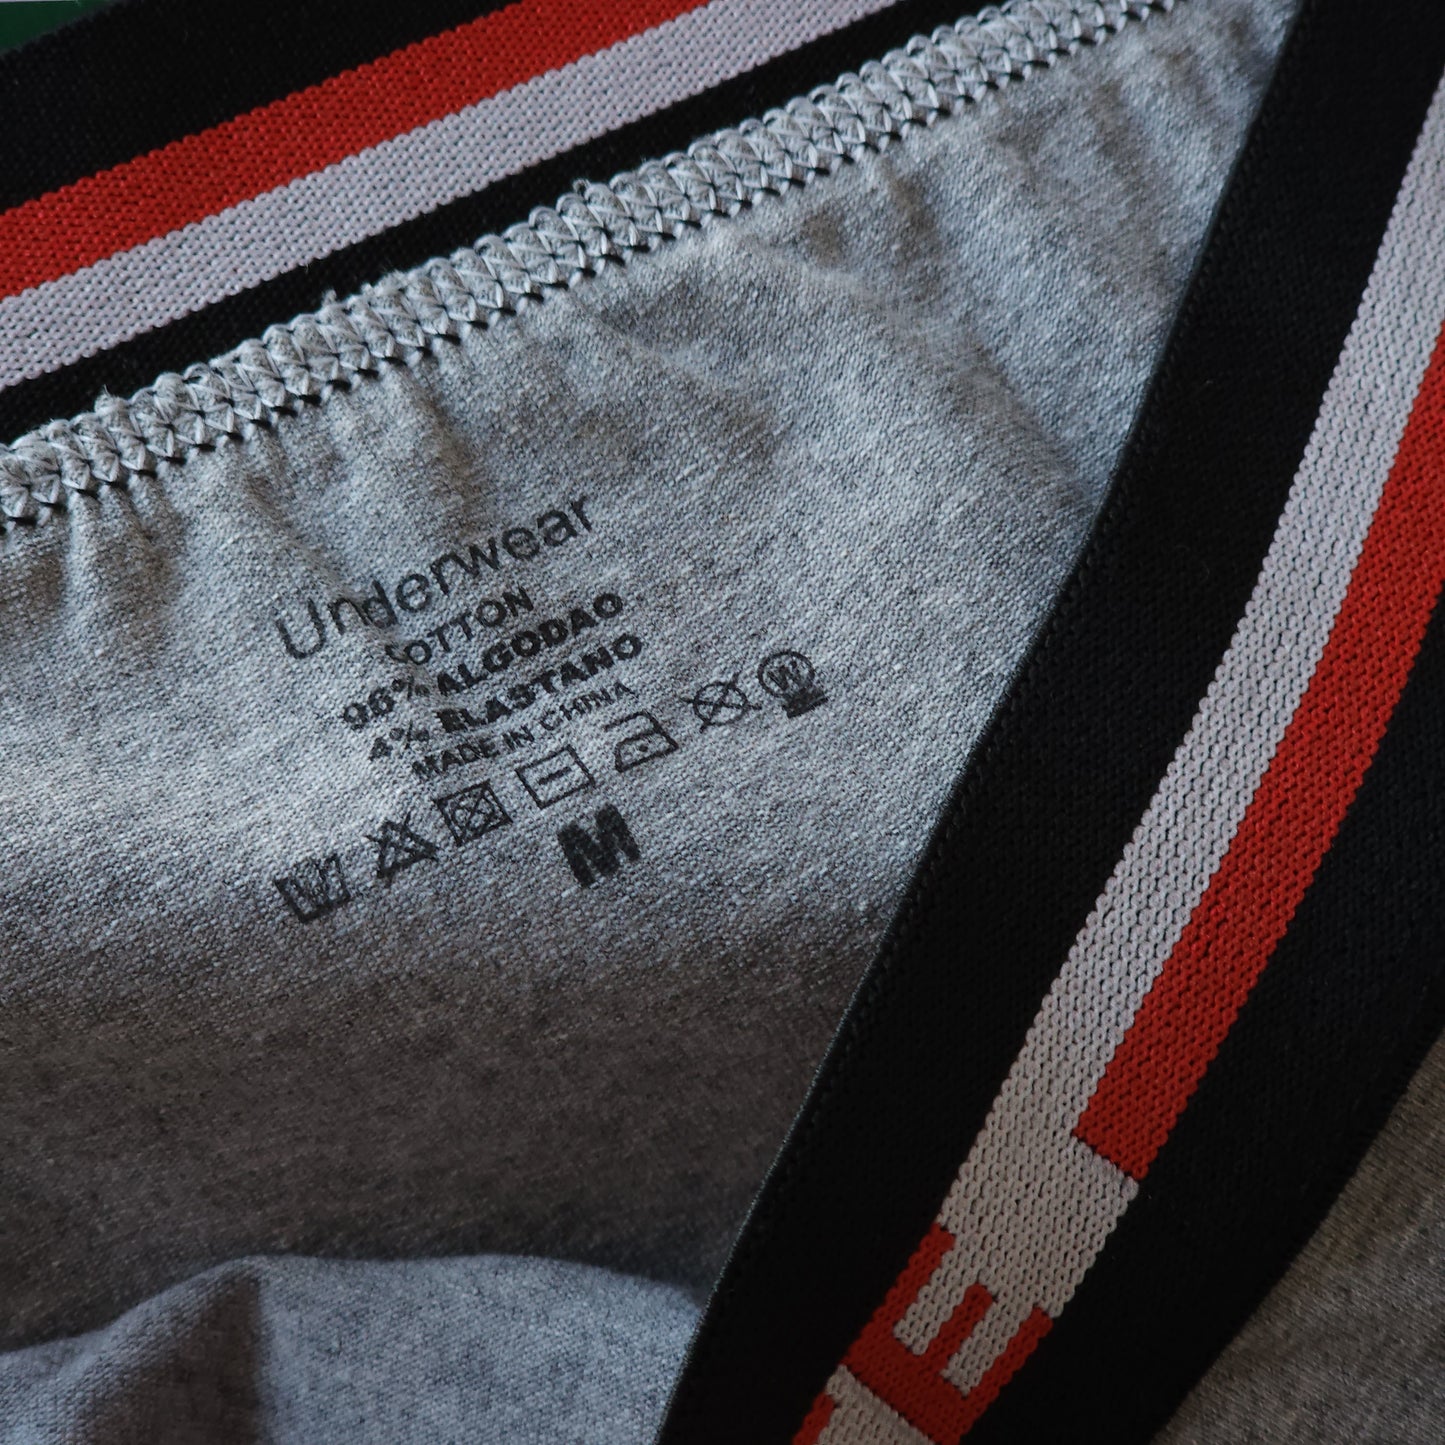 Underwear
COTTON
96% ALGODAO
4% ELASTANO
MADE IN CHINA
M